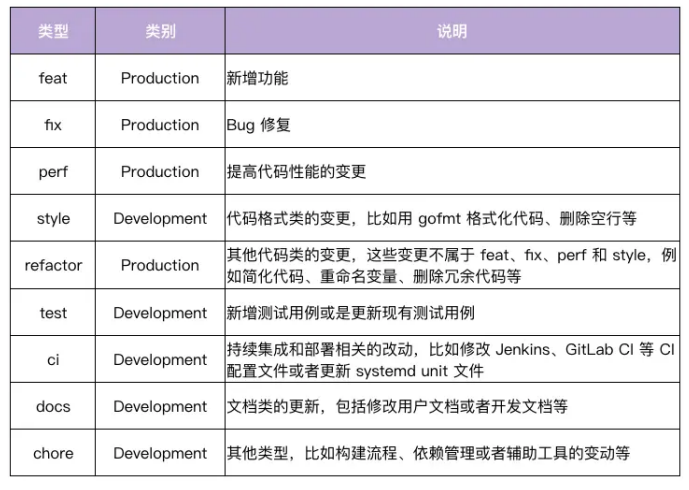 类型 类别 说明
feat Production 新增功能
fix Production Bug 修复
perf Production 提高代码性能的变更
style Development 代码格式类的变更，比如用 gofmt 格式化代码、删除空行等
refactor Production 其他代码类的变更，这些变更不属于 feat、fix、perf 和 style，例
如简化代码、重命名变量、删除冗余代码等
test Development 新增测试用例或是更新现有测试用例
ci Development 持续集成和部署相关的改动，比如修改 Jenkins、GitLab CI 等 CI
配置文件或者更新 systemd unit 文件
docs Development 文档类的更新，包括修改用户文档或者开发文档等
chore Development 其他类型，比如构建流程、依赖管理或者辅助工具的变动等